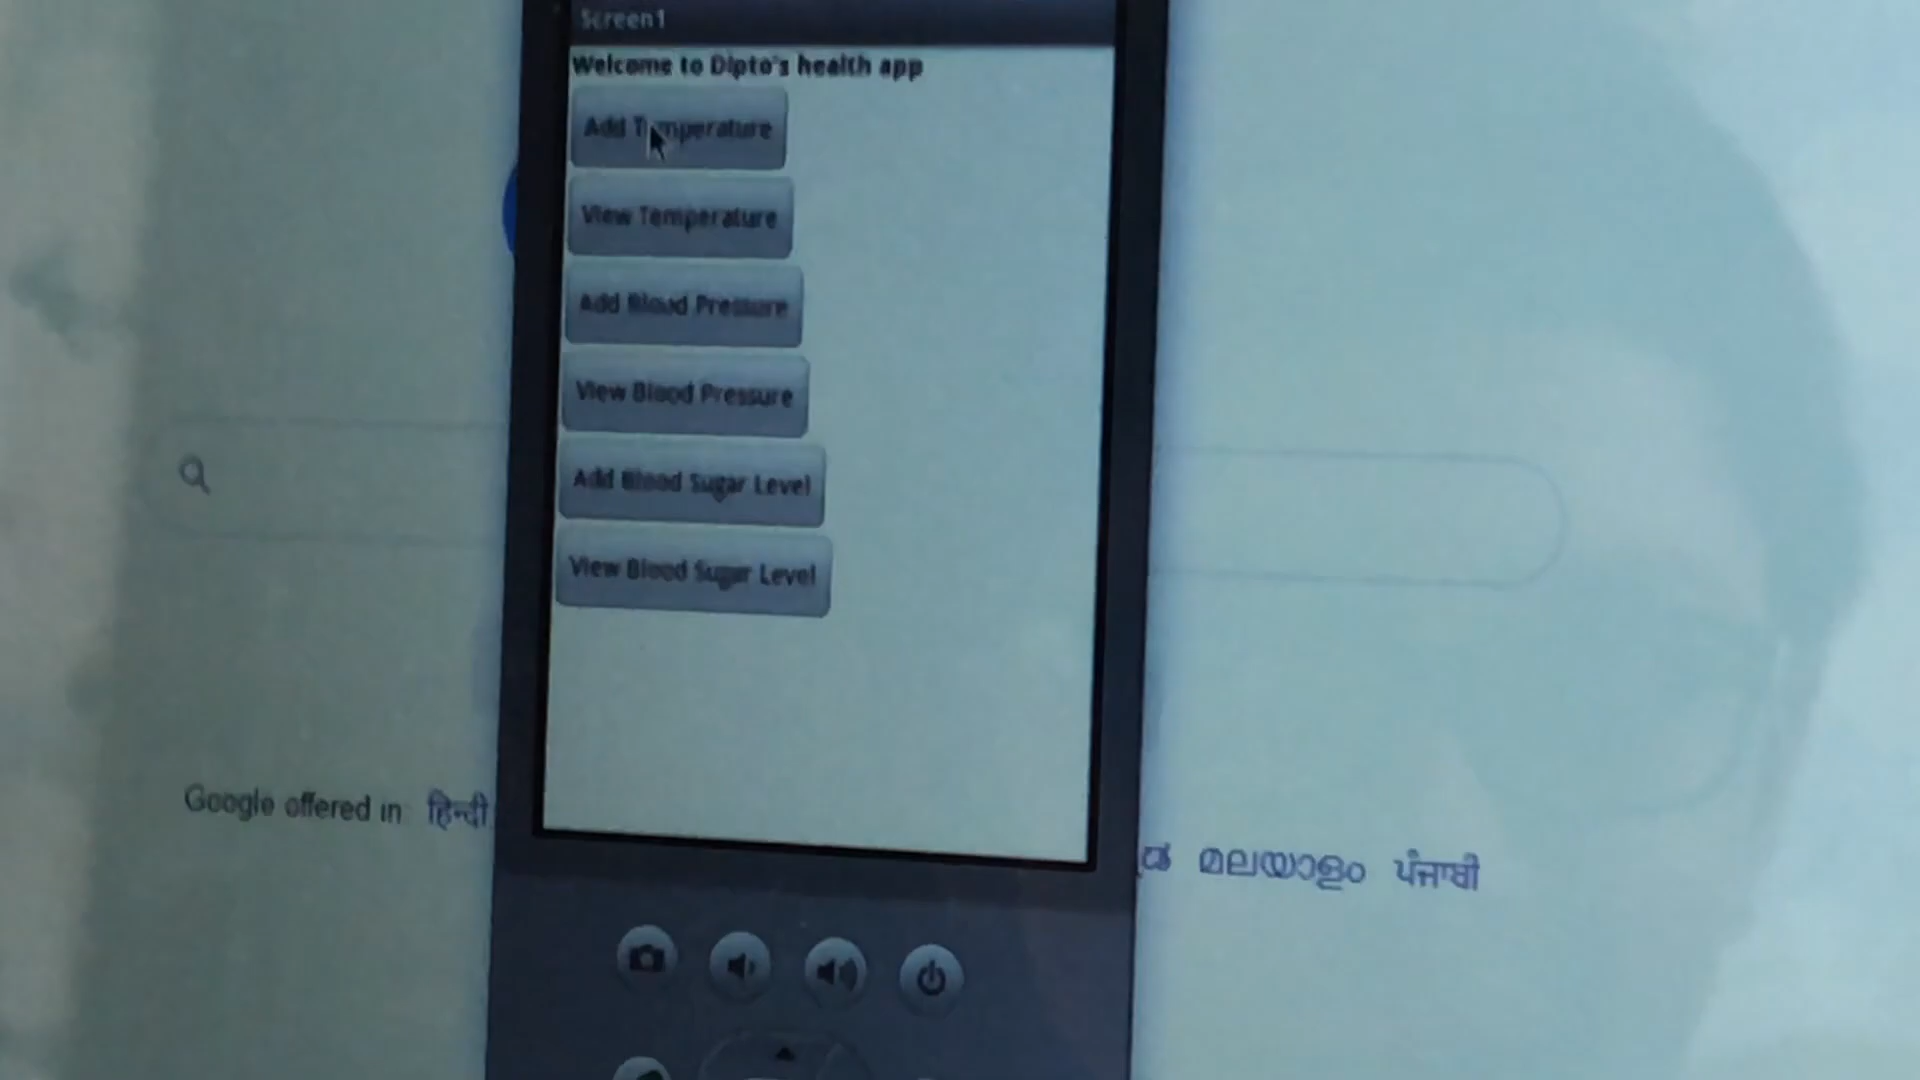 Screen1
Welcome to Dipto's health app
Add Temperature
View Temperature
Add Blood Pressure
View Blood Pressure
Add Blood Sugar Level
View Blood Sugar Level
Google offered in हिन्दी
മലയാളം ਪੰਜਾਬੀ